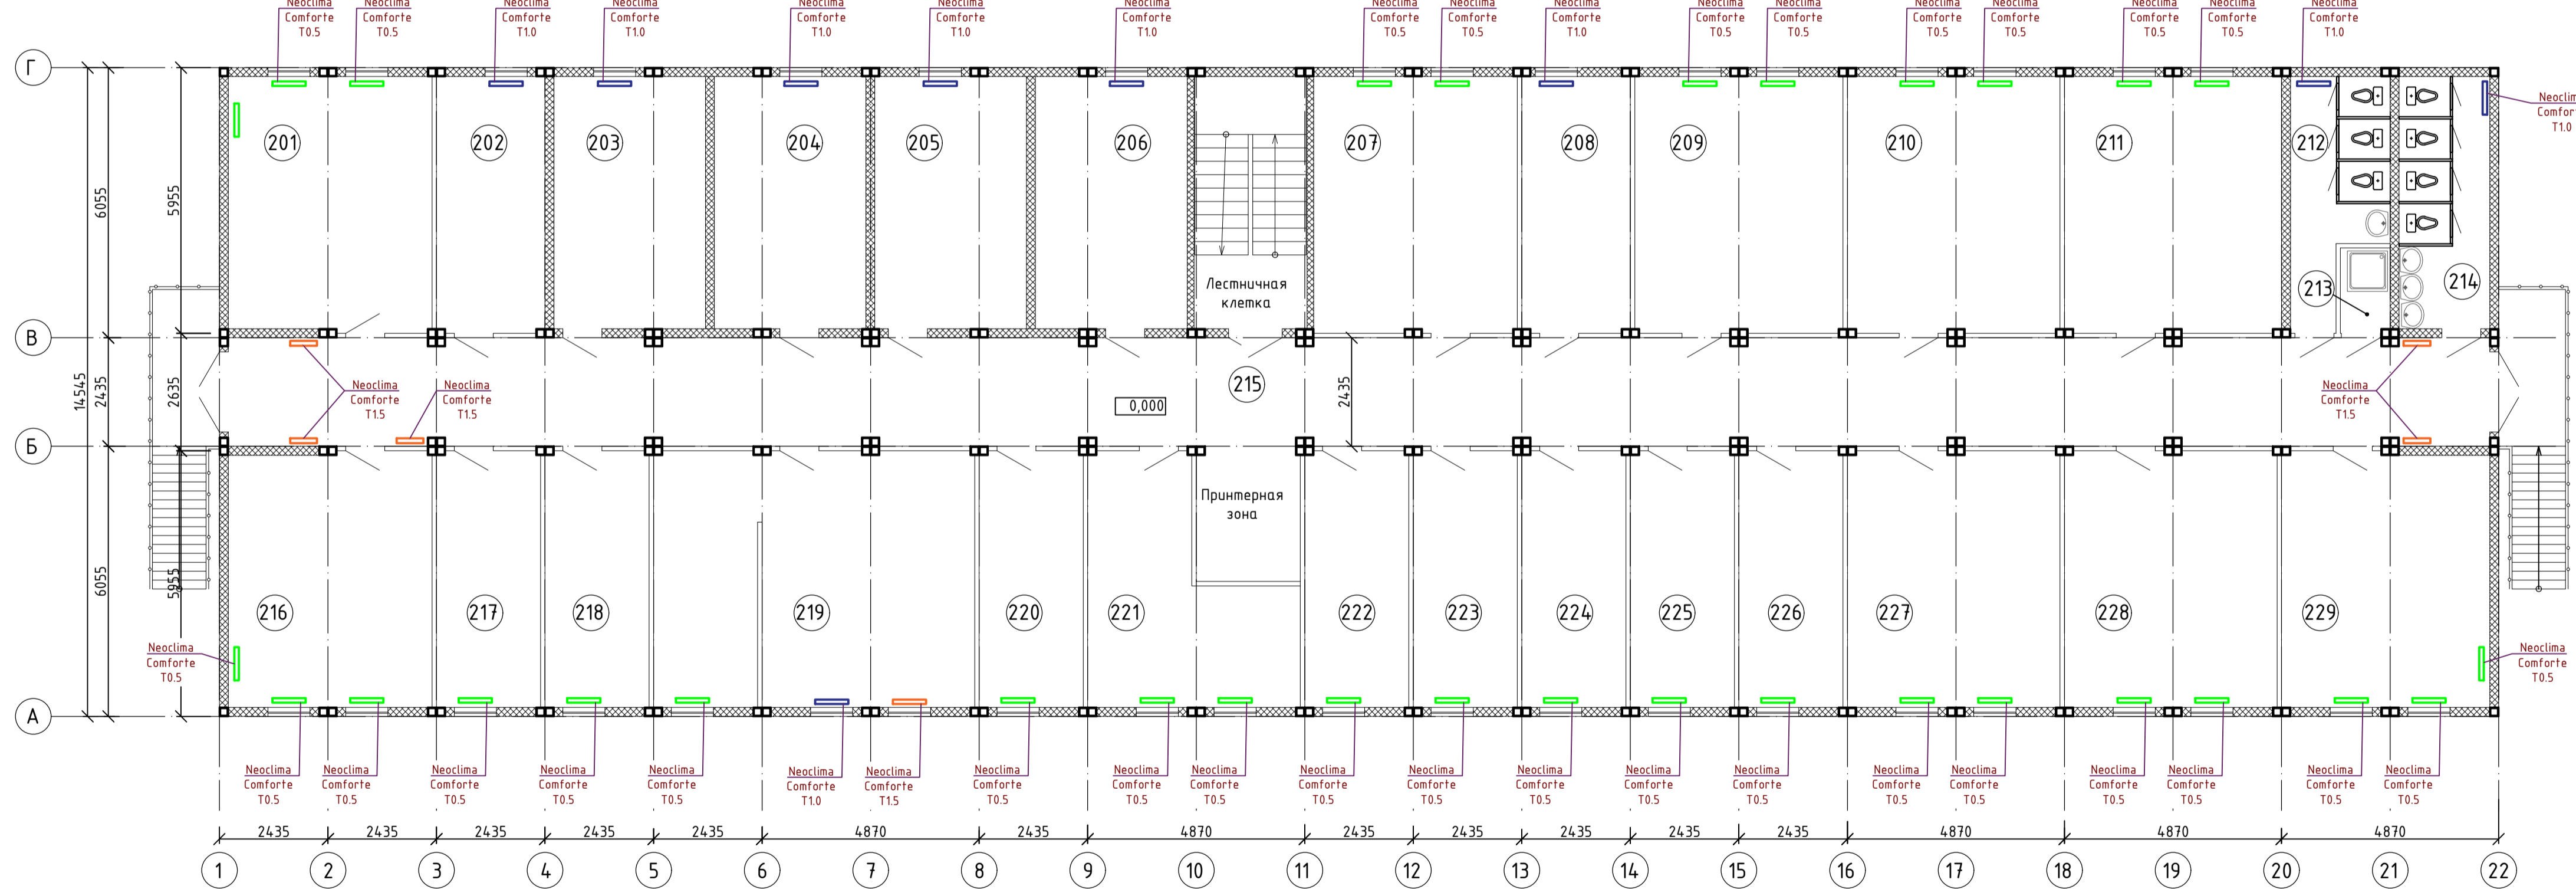 Neoclima
Comforte
T0.5
Neoclima
Comforte
T0.5
Neoclima
Comforte
T1.0
Neoclima
Comforte
T1.0
Neoclima
Comforte
T1.0
Neoclima
Comforte
T1.0
Neoclima
Comforte
T1.0
Neoclima
Comforte
T0.5
Neoclima
Comforte
T0.5
Neoclima
Comforte
T1.0
Neoclima
Comforte
T0.5
Neoclima
Comforte
T0.5
Neoclima
Comforte
T0.5
Neoclima
Comforte
T0.5
Neoclima
Comforte
T0.5
Neoclima
Comforte
T0.5
Neoclima
Comforte
T1.0
Г
Neoclim
Comfor
T1.0
201
202
203
204
205
206
207
208
209
210
211
212
6055
5955
Лестничная
клетка
213
214
В
14545
2435
2635
Neoclima
Comforte
T1.5
Neoclima
Comforte
T1.5
215
0,000
2435
Neoclima
Comforte
T1.5
Б
Принтерная
зона
6055
5955
216
217
218
219
220
221
222
223
224
225
226
227
228
229
Neoclima
Comforte
T0.5
Neoclima
Comforte
T0.5
А
Neoclima
Comforte
T0.5
Neoclima
Comforte
T0.5
Neoclima
Comforte
T0.5
Neoclima
Comforte
T0.5
Neoclima
Comforte
T0.5
Neoclima
Comforte
T1.0
Neoclima
Comforte
T1.5
Neoclima
Comforte
T0.5
Neoclima
Comforte
T0.5
Neoclima
Comforte
T0.5
Neoclima
Comforte
T0.5
Neoclima
Comforte
T0.5
Neoclima
Comforte
T0.5
Neoclima
Comforte
T0.5
Neoclima
Comforte
T0.5
Neoclima
Comforte
T0.5
Neoclima
Comforte
T0.5
Neoclima
Comforte
T0.5
Neoclima
Comforte
T0.5
Neoclima
Comforte
T0.5
Neoclima
Comforte
T0.5
2435 2435 2435 2435 2435 4870 2435 4870 2435 2435 2435 2435 2435 4870 4870 4870
1 2 3 4 5 6 7 8 9 10 11 12 13 14 15 16 17 18 19 20 21 22